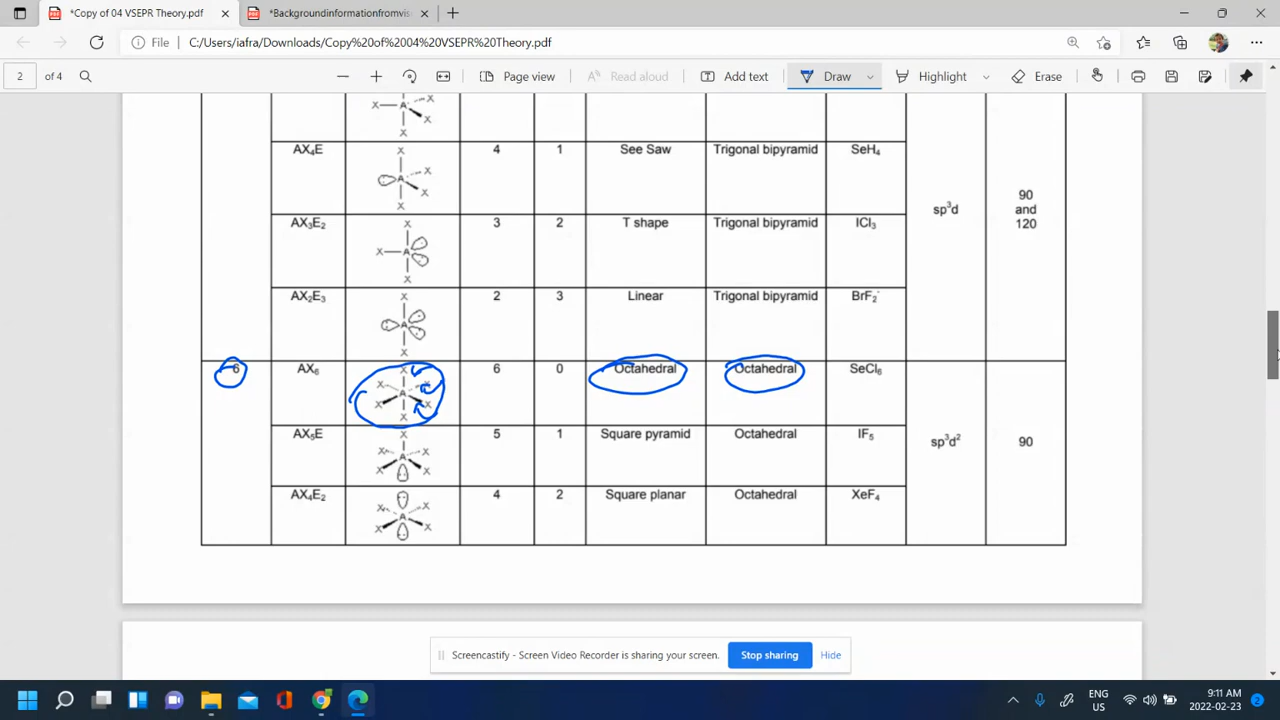 *Copy of 04 VSEPR Theory.pdf
*Backgroundinformationfromvis
File C:/Users/iafra/Downloads/Copy%20of%2004%20VSEPR%20Theory.pdf
2 of 4 Page view Read aloud Add text Draw Highlight Erase
X A X X X
AX4E X A X X X 4 1 See Saw Trigonal bipyramid SeH4
sp3d 90 and 120
AX3E2 X X A X 3 2 T shape Trigonal bipyramid ICl3
AX2E3 X A X 2 3 Linear Trigonal bipyramid BrF2-
6 AX6 X X X A X X X 6 0 Octahedral Octahedral SeCl6
AX5E X X X A X X 5 1 Square pyramid Octahedral IF5
sp3d2 90
AX4E2 X X A X X 4 2 Square planar Octahedral XeF4
Screencastify - Screen Video Recorder is sharing your screen. Stop sharing Hide
ENG US
9:11 AM
2022-02-23
2